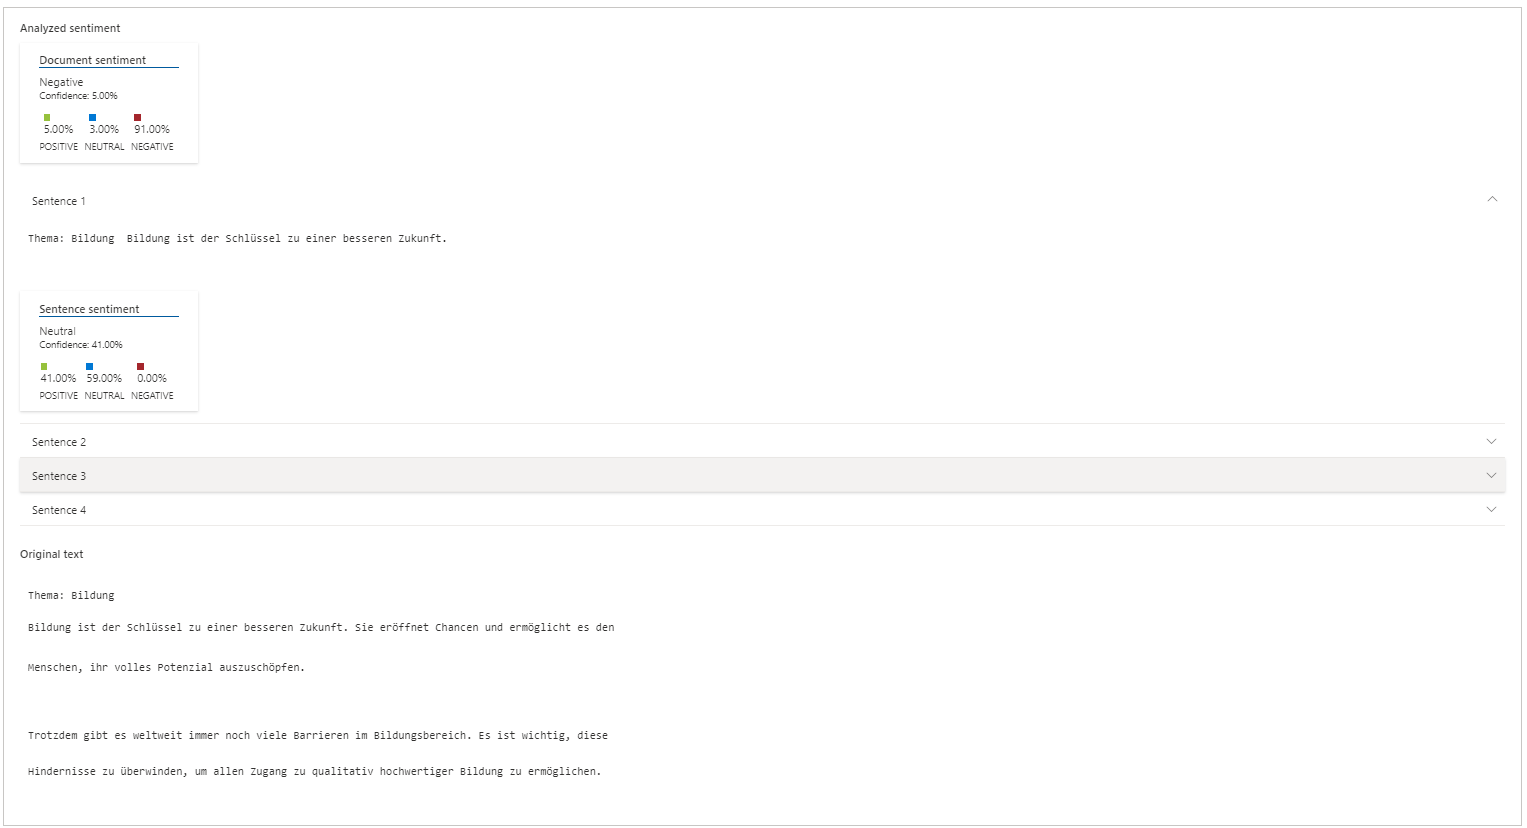 Analyzed sentiment
Document sentiment
Negative
Confidence: 5.00%
5.00% 3.00% 91.00%
POSITIVE NEUTRAL NEGATIVE
Sentence 1
Thema: Bildung  Bildung ist der Schlüssel zu einer besseren Zukunft.
Sentence sentiment
Neutral
Confidence: 41.00%
41.00% 59.00% 0.00%
POSITIVE NEUTRAL NEGATIVE
Sentence 2
Sentence 3
Sentence 4
Original text
Thema: Bildung
Bildung ist der Schlüssel zu einer besseren Zukunft. Sie eröffnet Chancen und ermöglicht es den
Menschen, ihr volles Potenzial auszuschöpfen.
Trotzdem gibt es weltweit immer noch viele Barrieren im Bildungsbereich. Es ist wichtig, diese
Hindernisse zu überwinden, um allen Zugang zu qualitativ hochwertiger Bildung zu ermöglichen.